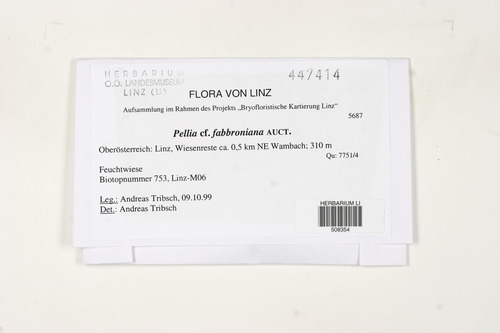 HERBARIUM
O.Ö. LANDESMUSEUM
LINZ (LI)
447414
FLORA VON LINZ
Aufsammlung im Rahmen des Projekts „Bryofloristische Kartierung Linz“
5687
Pellia cf. fabbroniana AUCT.
Oberösterreich: Linz, Wiesenreste ca. 0,5 km NE Wambach; 310 m
Qu: 7751/4
Feuchtwiese
Biotopnummer 753, Linz-M06
Leg.: Andreas Tribsch, 09.10.99
Det.: Andreas Tribsch
HERBARIUM LI
508354